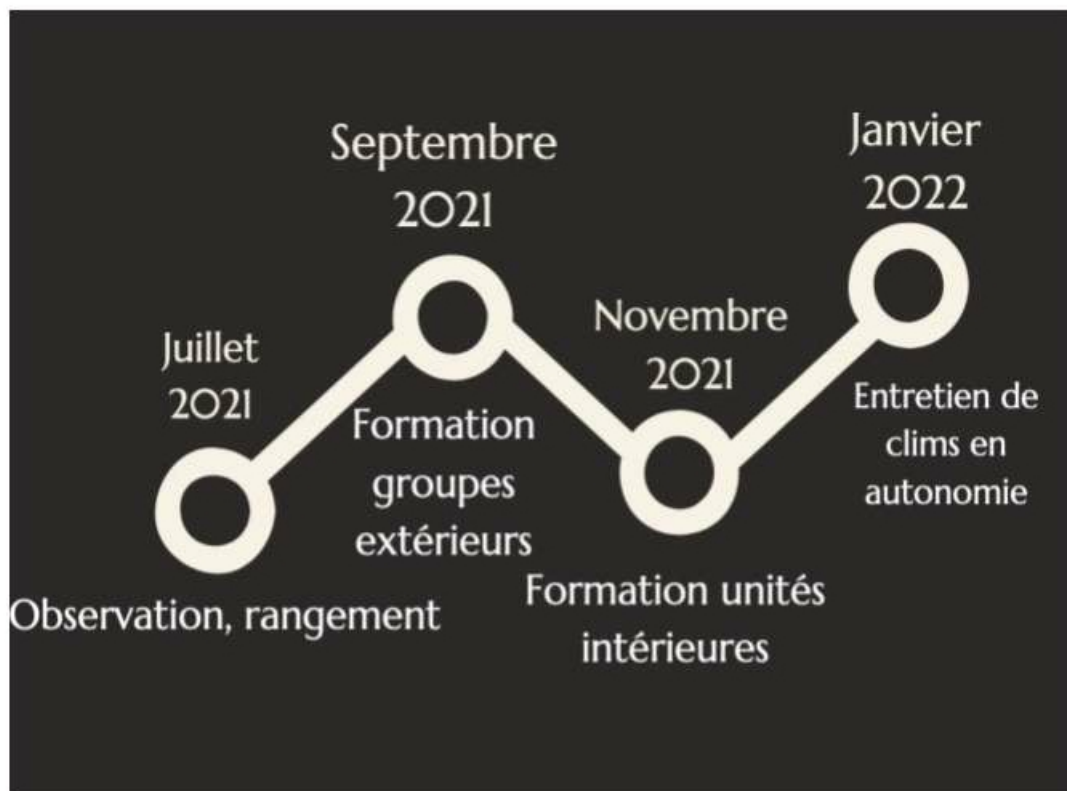 Juillet
2021
Observation, rangement
Septembre
2021
Formation
groupes
extérieurs
Novembre
2021
Formation unités
intérieures
Janvier
2022
Entretien de
clims en
autonomie